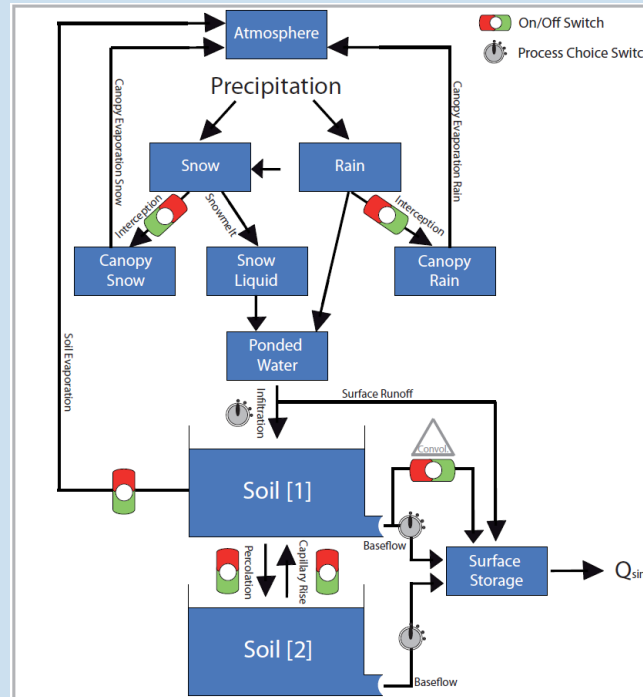 Atmosphere
On/Off Switch
Process Choice Switch
Precipitation
Canopy Evaporation Snow
Canopy Evaporation Rain
Snow
Rain
Interception
Snowmelt
Interception
Canopy
Snow
Snow
Liquid
Canopy
Rain
Ponded
Water
Soil Evaporation
Infiltration
Surface Runoff
Convol.
Soil [1]
Baseflow
Percolation
Capillary Rise
Surface
Storage
Qsim
Soil [2]
Baseflow